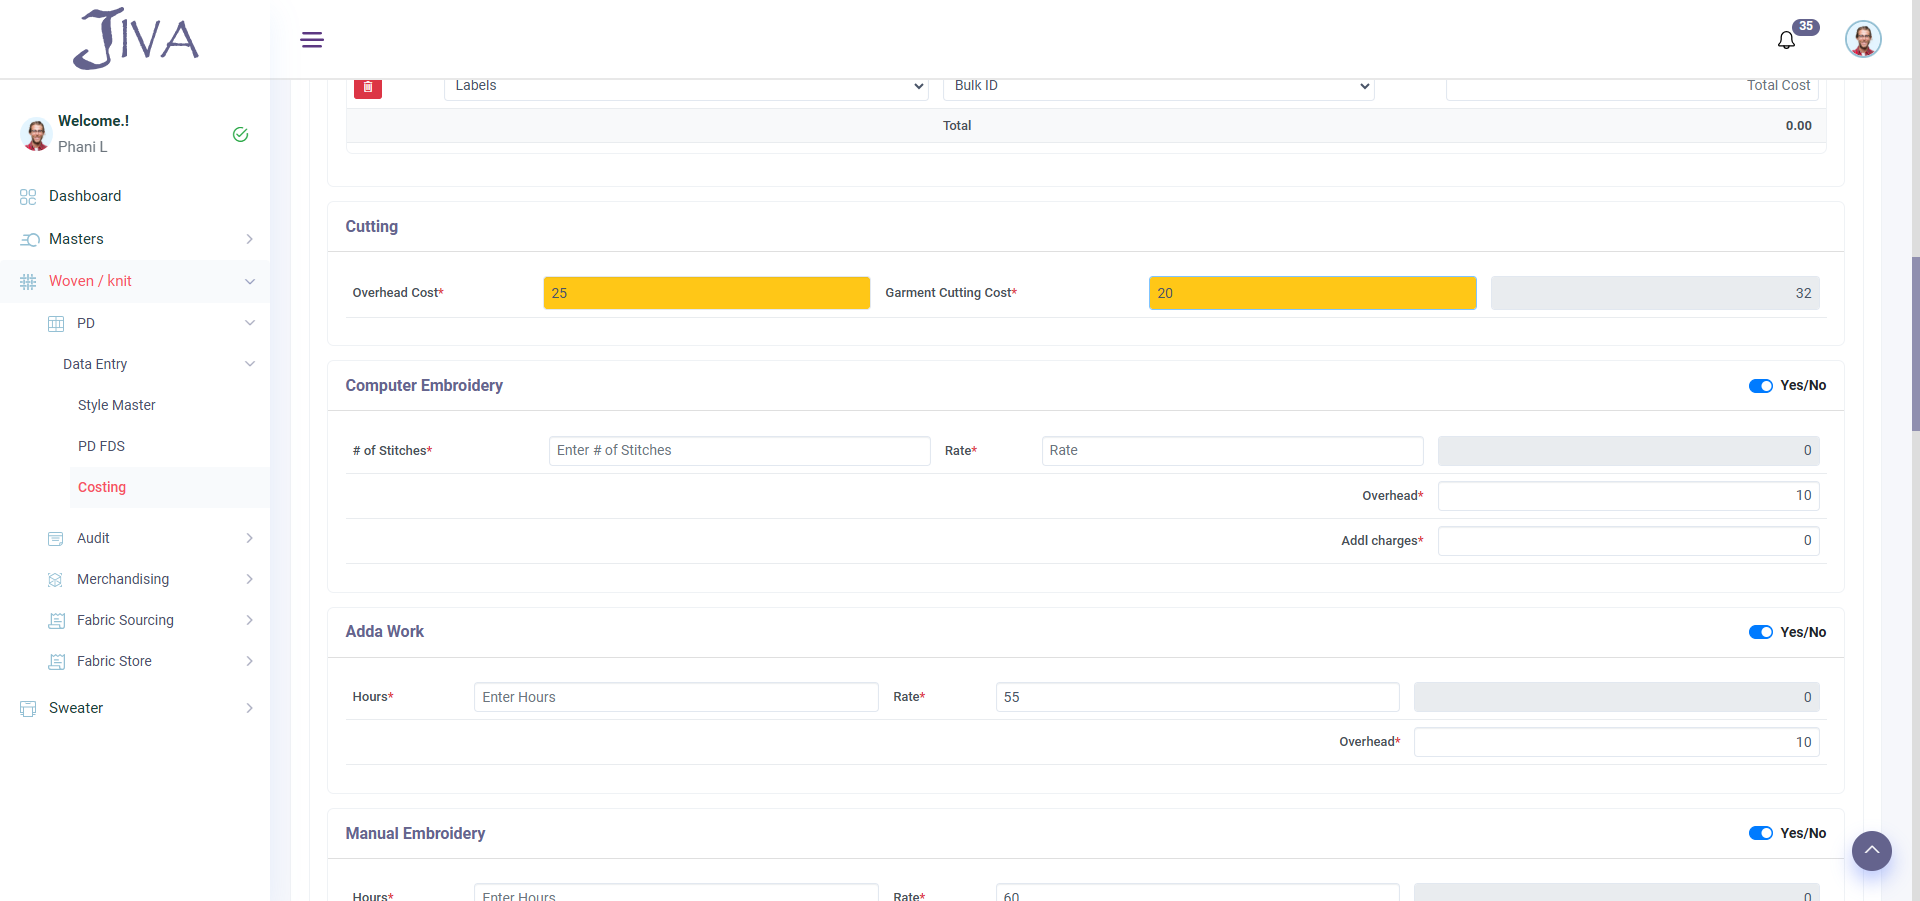 JIVA
35
Labels
Bulk ID
Total Cost
Total
0.00
Welcome.!
Phani L
Dashboard
Masters
Woven / knit
PD
Data Entry
Style Master
PD FDS
Costing
Audit
Merchandising
Fabric Sourcing
Fabric Store
Sweater
Cutting
Overhead Cost*
25
Garment Cutting Cost*
20
32
Computer Embroidery
Yes/No
# of Stitches*
Enter # of Stitches
Rate*
Rate
0
Overhead*
10
Addl charges*
0
Adda Work
Yes/No
Hours*
Enter Hours
Rate*
55
0
Overhead*
10
Manual Embroidery
Yes/No
Hours*
Enter Hours
Rate*
60
0